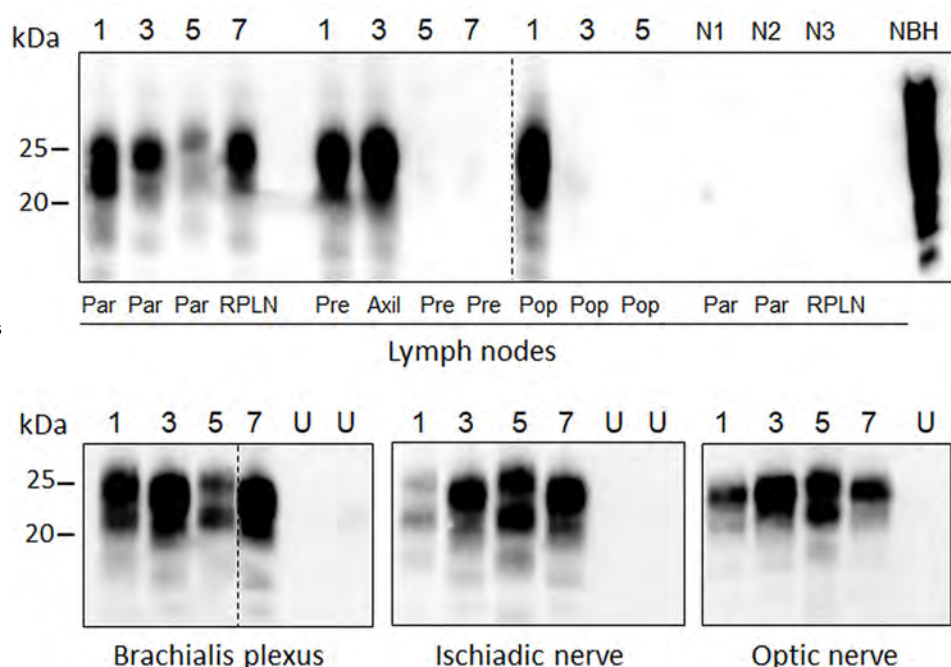 kDa 1 3 5 7 1 3 5 7 1 3 5 N1 N2 N3 NBH
25
20
Par Par Par RPLN Pre Axil Pre Pre Pop Pop Pop Par Par RPLN
s
Lymph nodes
kDa 1 3 5 7 U U 1 3 5 7 U U 1 3 5 7 U
25
20
Brachialis plexus Ischiadic nerve Optic nerve